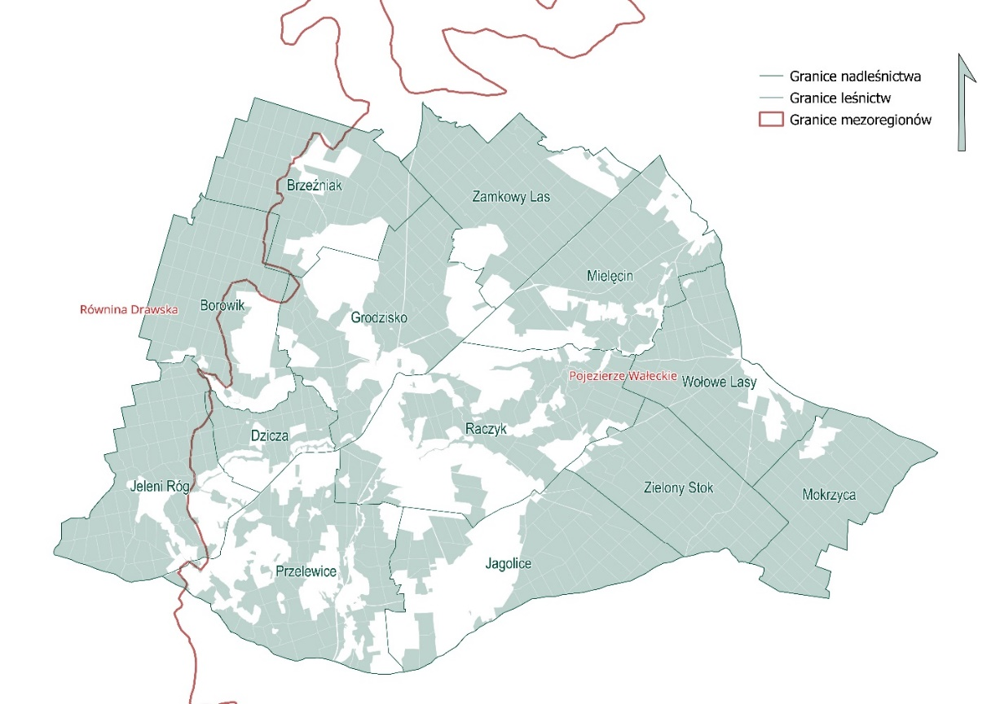 Granice nadleśnictwa
Granice leśnictw
Granice mezoregionów
Brzeźniak
Zamkowy Las
Mielęcin
Równina Drawska
Borowik
Grodzisko
Pojezierze Wałeckie
Wołowe Lasy
Dzicza
Raczyk
Jeleni Róg
Zielony Stok
Mokrzyca
Przelewice
Jagolice